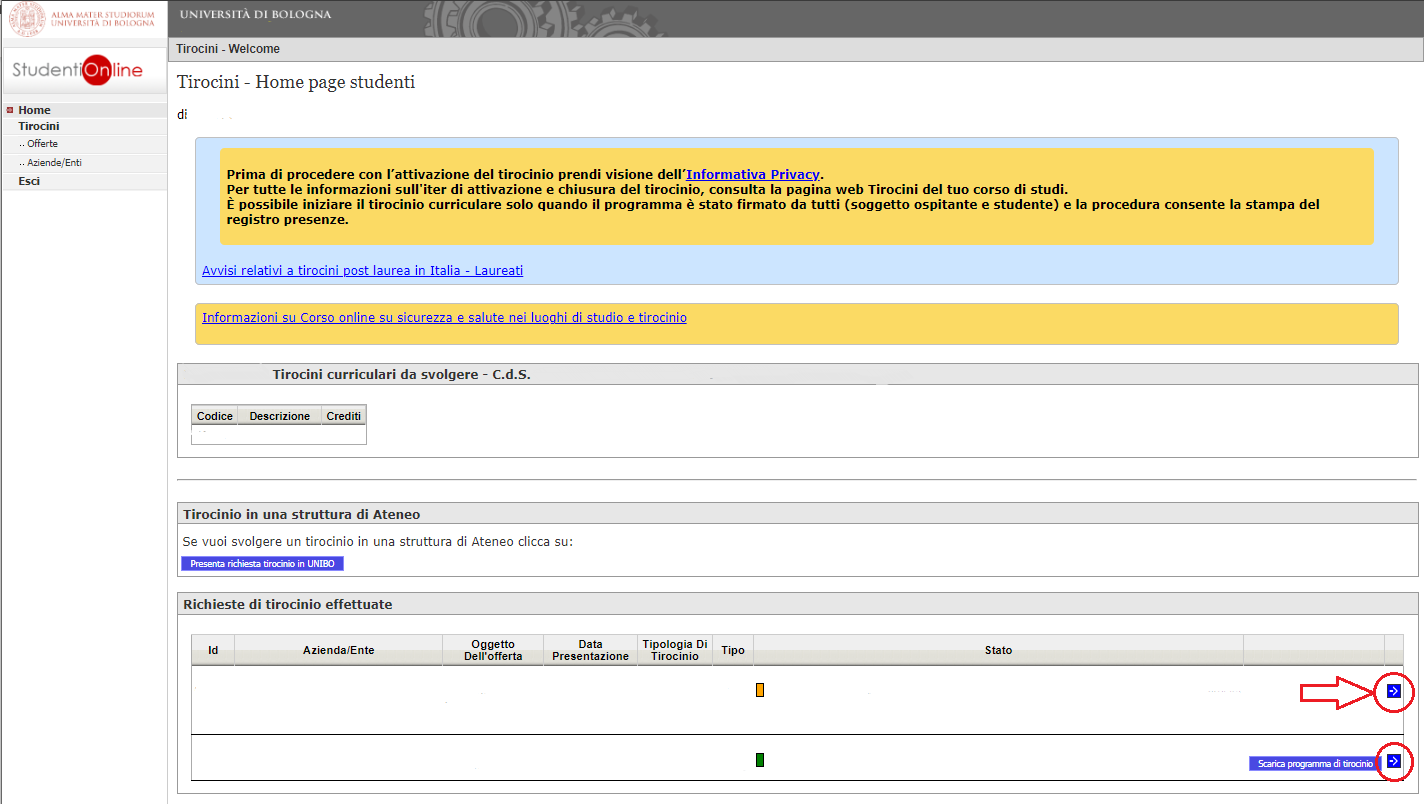 ALMA MATER STUDIORUM
UNIVERSITÀ DI BOLOGNA
UNIVERSITÀ DI BOLOGNA
StudentiOnline
Home
Tirocini
.. Offerte
.. Aziende/Enti
Esci
Tirocini - Welcome
Tirocini - Home page studenti
di
Prima di procedere con l’attivazione del tirocinio prendi visione dell’Informativa Privacy.
Per tutte le informazioni sull'iter di attivazione e chiusura del tirocinio, consulta la pagina web Tirocini del tuo corso di studi.
È possibile iniziare il tirocinio curriculare solo quando il programma è stato firmato da tutti (soggetto ospitante e studente) e la procedura consente la stampa del
registro presenze.
Avvisi relativi a tirocini post laurea in Italia - Laureati
Informazioni su Corso online su sicurezza e salute nei luoghi di studio e tirocinio
Tirocini curriculari da svolgere - C.d.S.
Codice Descrizione Crediti
Tirocinio in una struttura di Ateneo
Se vuoi svolgere un tirocinio in una struttura di Ateneo clicca su:
Presenta richiesta tirocinio in UNIBO
Richieste di tirocinio effettuate
Id Azienda/Ente Oggetto Dell'offerta Data Presentazione Tipologia Di Tirocinio Tipo Stato
Scarica programma di tirocinio